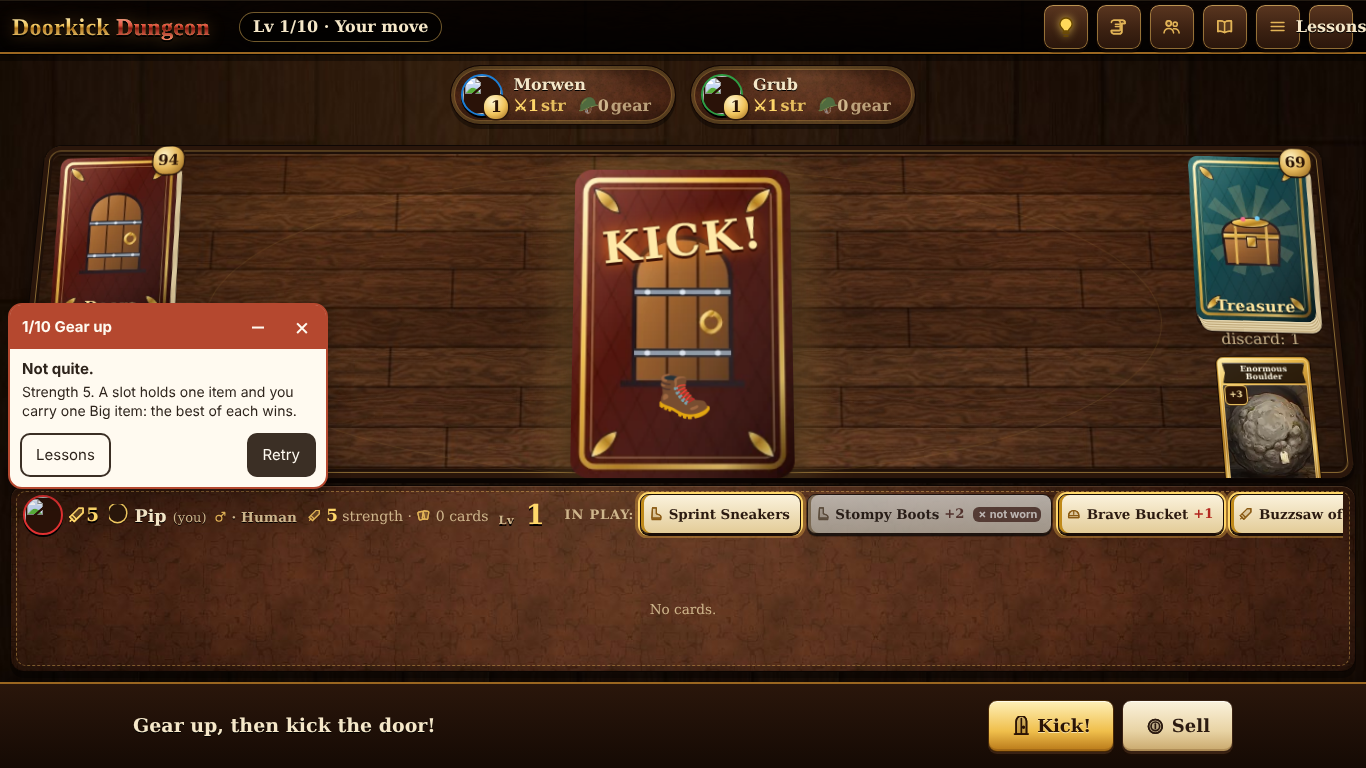 Doorkick Dungeon
Lv 1/10 · Your move
Lessons
Morwen
1
1 str
0 gear
Grub
1
1 str
0 gear
94
KICK!
69
Treasure
discard: 1
Enormous
Boulder
+3
1/10 Gear up
Not quite.
Strength 5. A slot holds one item and you
carry one Big item: the best of each wins.
Lessons
Retry
5
Pip (you) ♂ · Human
5 strength · 0 cards
Lv 1
IN PLAY:
Sprint Sneakers
Stompy Boots +2 × not worn
Brave Bucket +1
Buzzsaw of
No cards.
Gear up, then kick the door!
Kick!
Sell